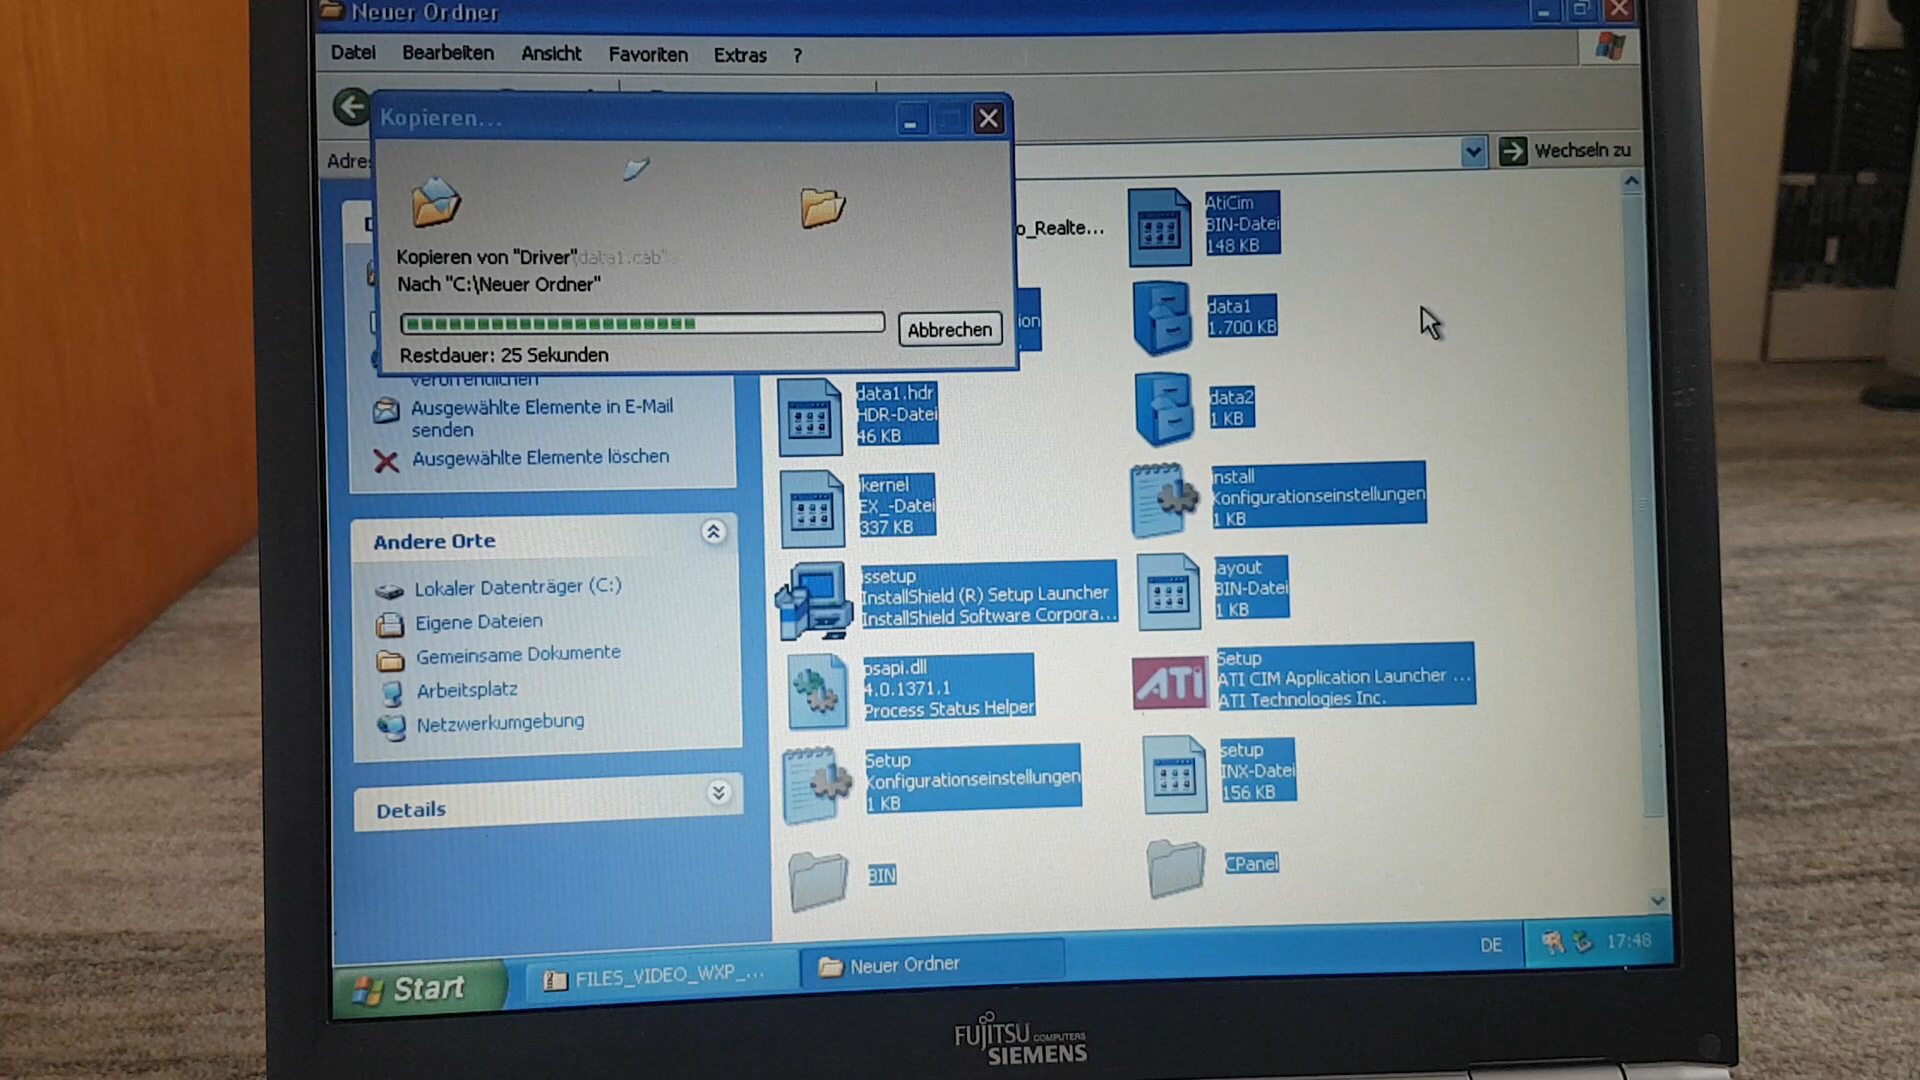 Neuer Ordner
Datei Bearbeiten Ansicht Favoriten Extras ?
Kopieren...
Wechseln zu
Kopieren von "Driver"
data1.cab"
Nach "C:\Neuer Ordner"
Abbrechen
Restdauer: 25 Sekunden
o_Realte...
AtiCim
BIN-Datei
148 KB
data1
1.700 KB
data1.hdr
HDR-Datei
46 KB
data2
1 KB
ikernel
EX_-Datei
337 KB
install
Konfigurationseinstellungen
1 KB
issetup
InstallShield (R) Setup Launcher
InstallShield Software Corpora...
layout
BIN-Datei
1 KB
psapi.dll
4.0.1371.1
Process Status Helper
ATI
Setup
ATI CIM Application Launcher ...
ATI Technologies Inc.
Setup
Konfigurationseinstellungen
1 KB
setup
INX-Datei
156 KB
BIN
CPanel
veröffentlichen
Ausgewählte Elemente in E-Mail
senden
Ausgewählte Elemente löschen
Andere Orte
Lokaler Datenträger (C:)
Eigene Dateien
Gemeinsame Dokumente
Arbeitsplatz
Netzwerkumgebung
Details
Start
FILES_VIDEO_WXP_...
Neuer Ordner
DE
17:48
FUJITSU COMPUTERS
SIEMENS